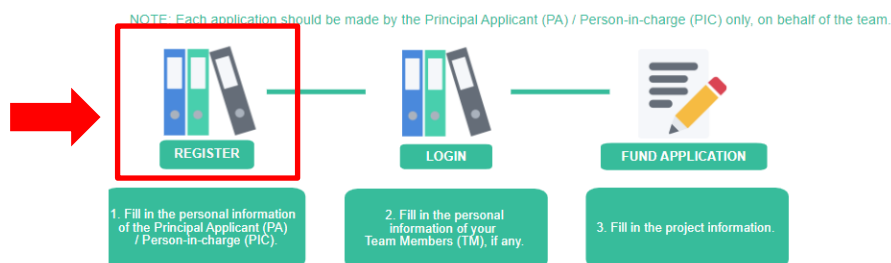 NOTE: Each application should be made by the Principal Applicant (PA) / Person-in-charge (PIC) only, on behalf of the team.
REGISTER
LOGIN
FUND APPLICATION
1. Fill in the personal information
of the Principal Applicant (PA)
/ Person-in-charge (PIC).
2. Fill in the personal
information of your
Team Members (TM), if any.
3. Fill in the project information.